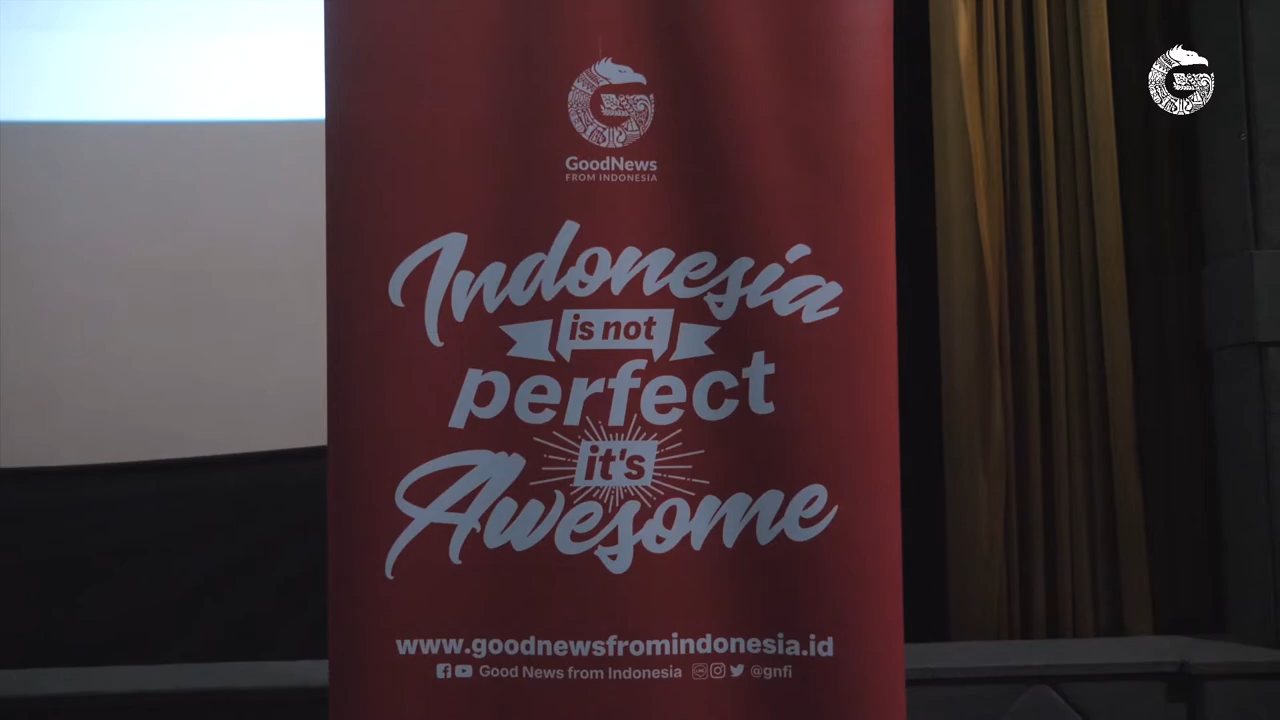 GoodNews
FROM INDONESIA
Indonesia
is not
perfect
it's
Awesome
www.goodnewsfromindonesia.id
Good News from Indonesia @gnfi